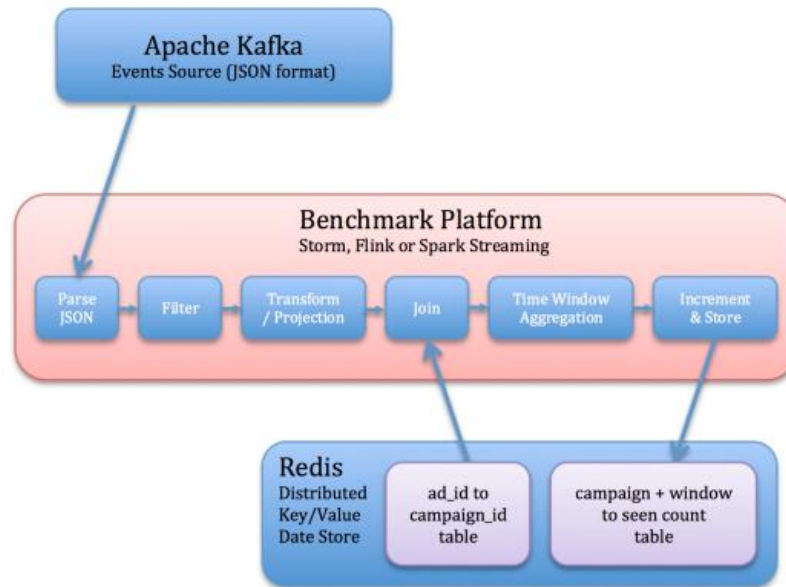 Apache Kafka
Events Source (JSON format)
Benchmark Platform
Storm, Flink or Spark Streaming
Parse
JSON
Filter
Transform
/ Projection
Join
Time Window
Aggregation
Increment
& Store
Redis
Distributed
Key/Value
Date Store
ad_id to
campaign_id
table
campaign + window
to seen count
table